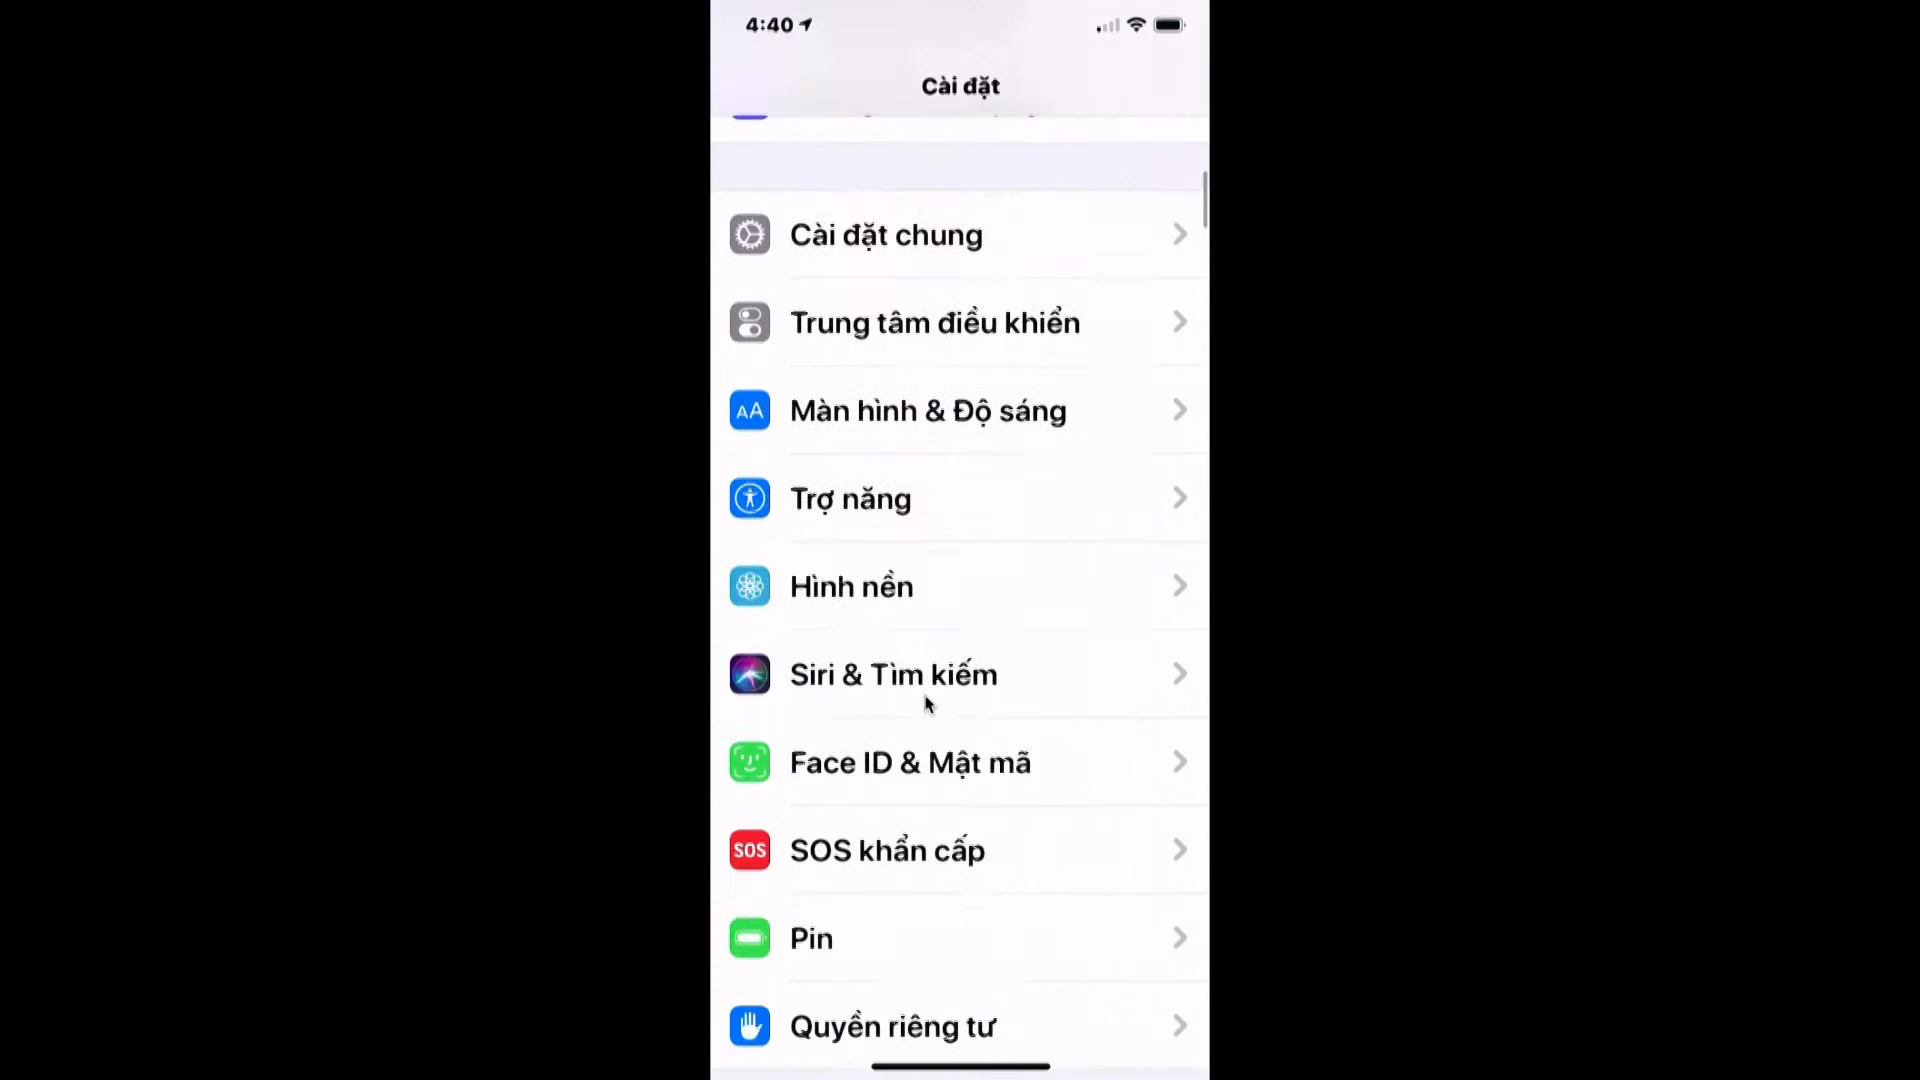 4:40
Cài đặt
Cài đặt chung
Trung tâm điều khiển
AA Màn hình & Độ sáng
Trợ năng
Hình nền
Siri & Tìm kiếm
Face ID & Mật mã
SOS SOS khẩn cấp
Pin
Quyền riêng tư